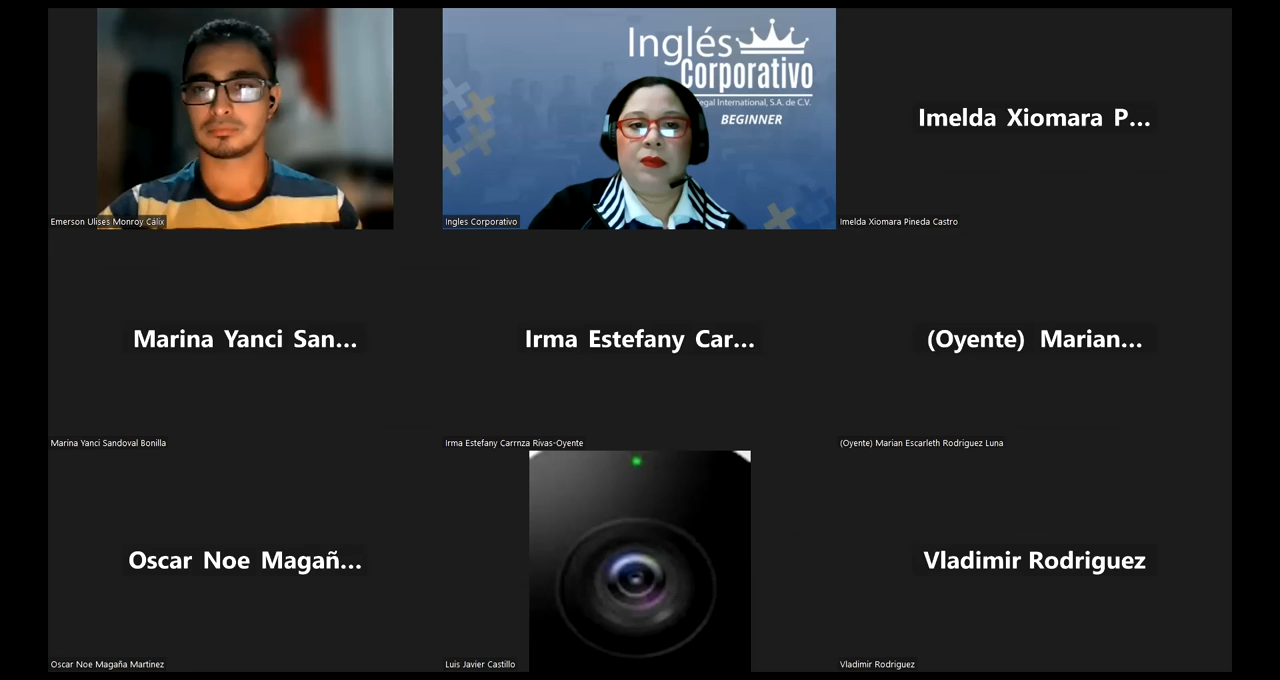 Inglés
Corporativo
egal International, S.A. de C.V.
BEGINNER
Emerson Ulises Monroy Cálix
Ingles Corporativo
Imelda Xiomara P...
Imelda Xiomara Pineda Castro
Marina Yanci San...
Marina Yanci Sandoval Bonilla
Irma Estefany Car...
Irma Estefany Carrnza Rivas-Oyente
(Oyente) Marian...
(Oyente) Marian Escarleth Rodriguez Luna
Oscar Noe Magañ...
Oscar Noe Magaña Martinez
Luis Javier Castillo
Vladimir Rodriguez
Vladimir Rodriguez